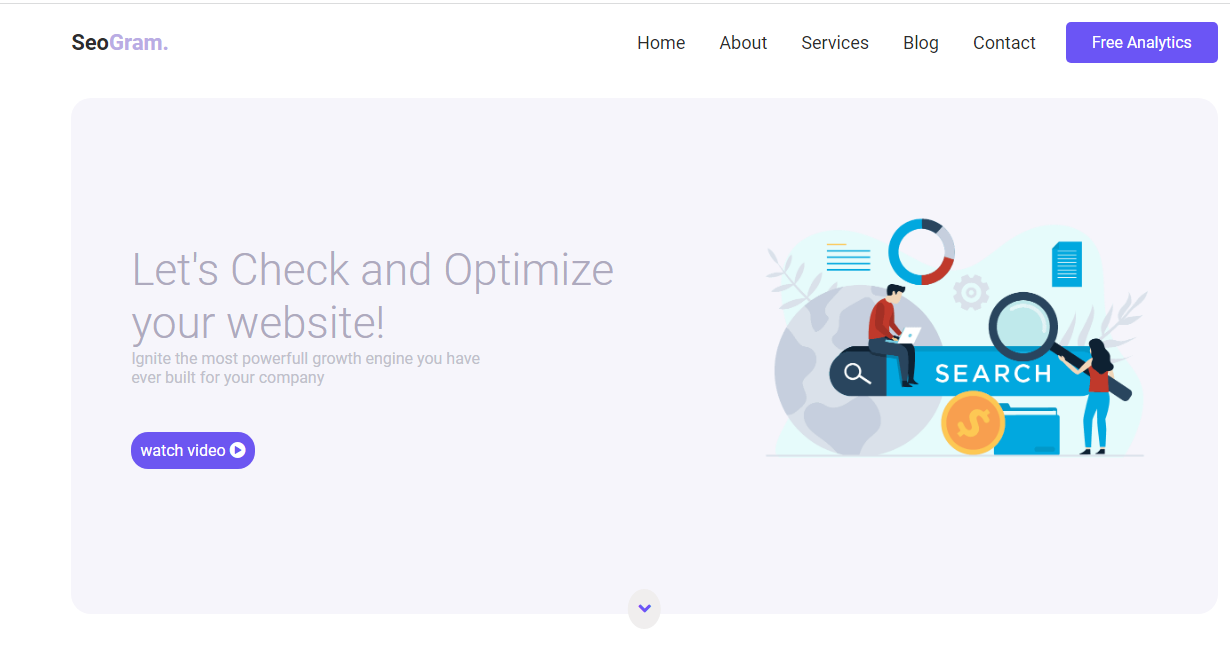 SeoGram.
Home About Services Blog Contact Free Analytics
Let's Check and Optimize
your website!
Ignite the most powerfull growth engine you have
ever built for your company
watch video
SEARCH
$